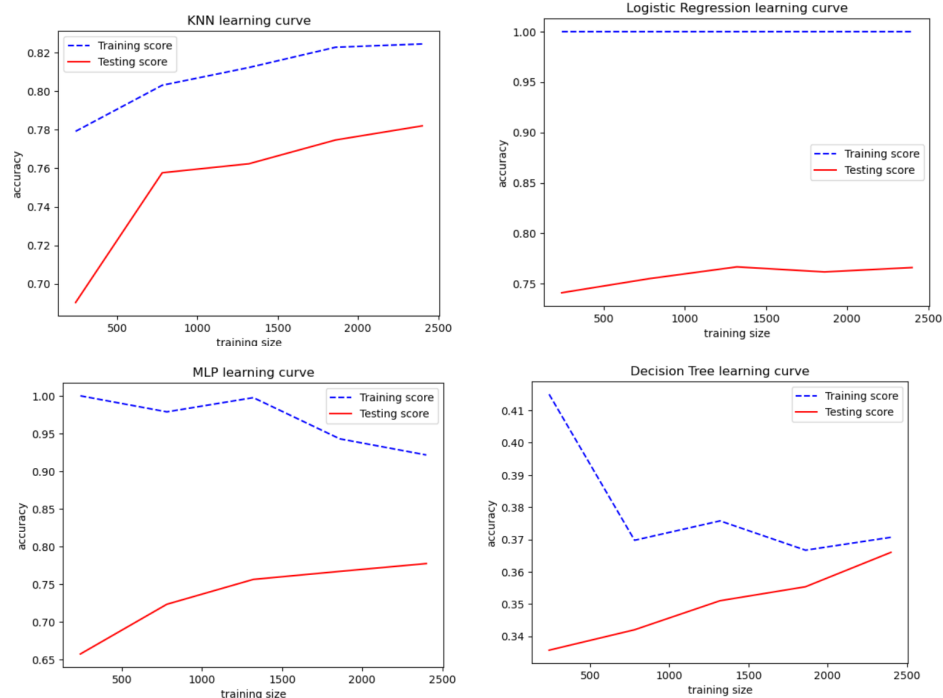 KNN learning curve
Training score
Testing score
0.82
0.80
0.78
0.76
0.74
0.72
0.70
accuracy
500
1000
1500
2000
2500
training size
Logistic Regression learning curve
1.00
0.95
0.90
0.85
0.80
0.75
accuracy
Training score
Testing score
500
1000
1500
2000
2500
training size
MLP learning curve
Training score
Testing score
1.00
0.95
0.90
0.85
0.80
0.75
0.70
0.65
accuracy
500
1000
1500
2000
2500
training size
Decision Tree learning curve
Training score
Testing score
0.41
0.40
0.39
0.38
0.37
0.36
0.35
0.34
accuracy
500
1000
1500
2000
2500
training size